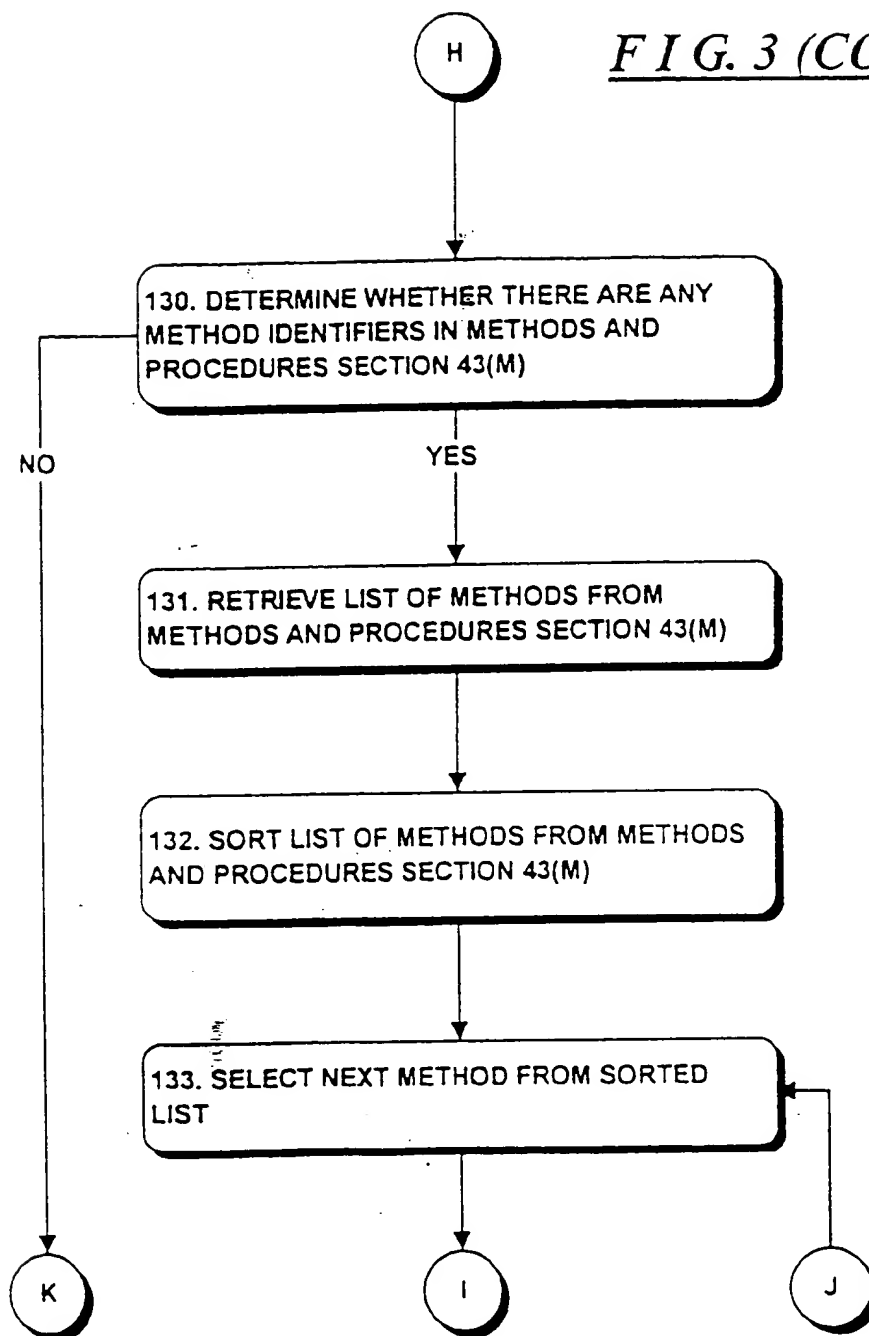 H
F I G. 3 (CO
130. DETERMINE WHETHER THERE ARE ANY
METHOD IDENTIFIERS IN METHODS AND
PROCEDURES SECTION 43(M)
NO
YES
131. RETRIEVE LIST OF METHODS FROM
METHODS AND PROCEDURES SECTION 43(M)
132. SORT LIST OF METHODS FROM METHODS
AND PROCEDURES SECTION 43(M)
133. SELECT NEXT METHOD FROM SORTED
LIST
K
I
J